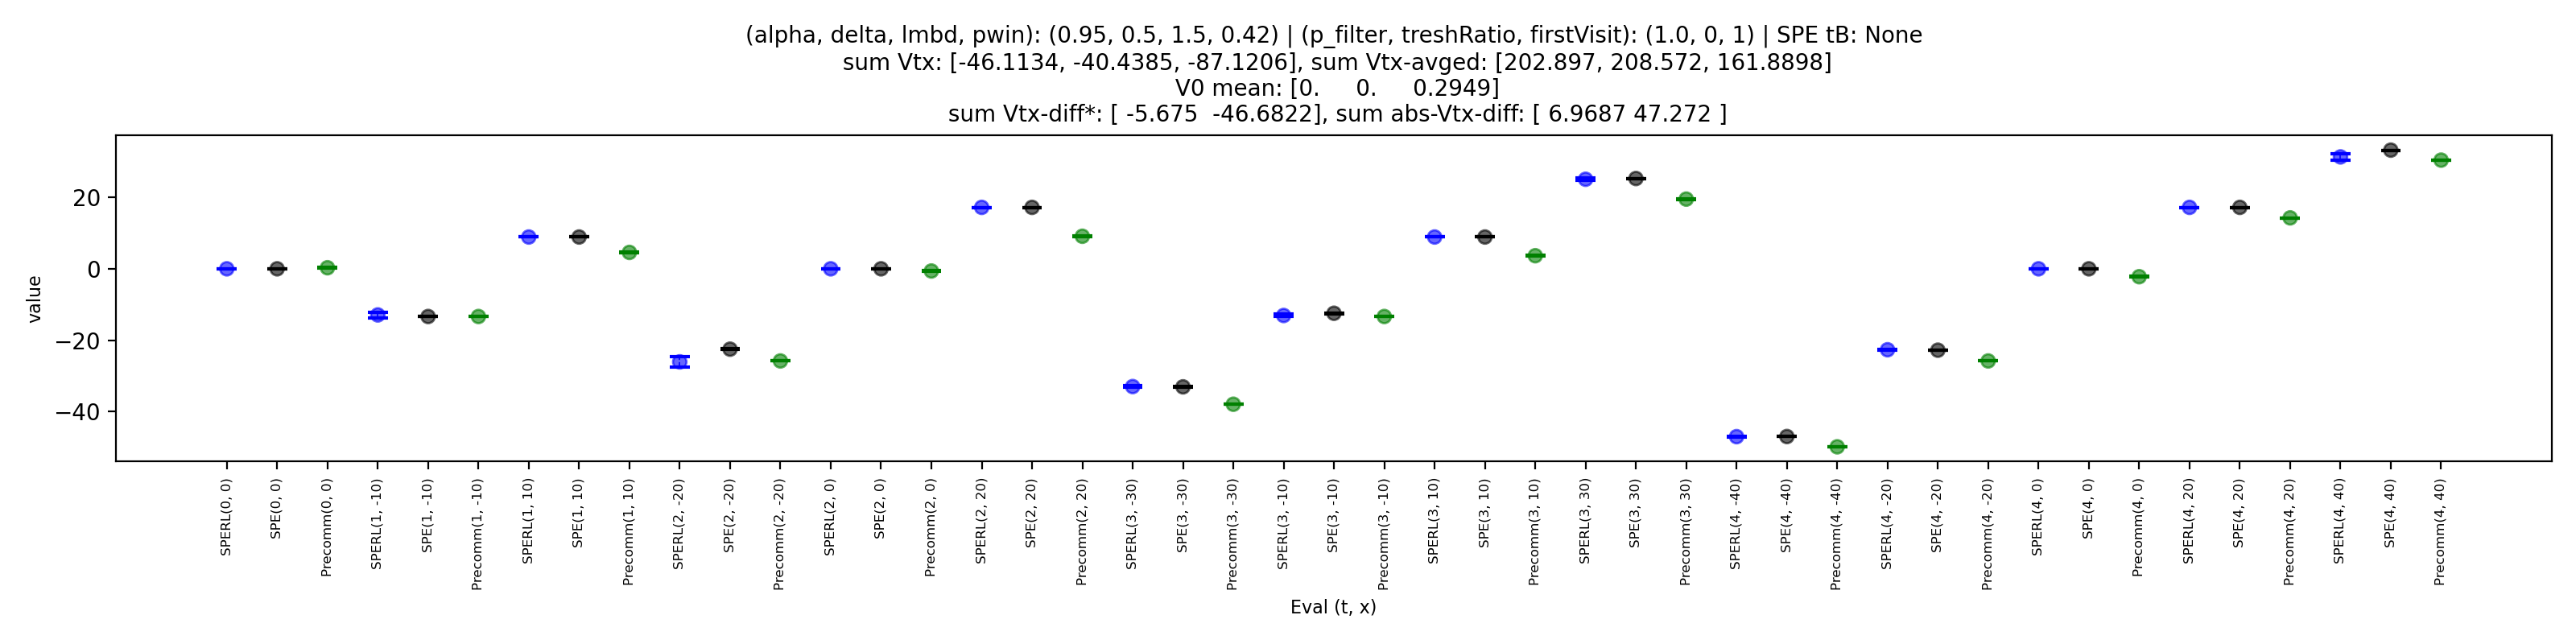 (alpha, delta, lmbd, pwin): (0.95, 0.5, 1.5, 0.42) | (p_filter, treshRatio, firstVisit): (1.0, 0, 1) | SPE tB: None
sum Vtx: [-46.1134, -40.4385, -87.1206], sum Vtx-avged: [202.897, 208.572, 161.8898]
V0 mean: [0. 0. 0.2949]
sum Vtx-diff*: [ -5.675 -46.6822], sum abs-Vtx-diff: [ 6.9687 47.272 ]
value
20
0
−20
−40
SPERL(0, 0)
SPE(0, 0)
Precomm(0, 0)
SPERL(1, -10)
SPE(1, -10)
Precomm(1, -10)
SPERL(1, 10)
SPE(1, 10)
Precomm(1, 10)
SPERL(2, -20)
SPE(2, -20)
Precomm(2, -20)
SPERL(2, 0)
SPE(2, 0)
Precomm(2, 0)
SPERL(2, 20)
SPE(2, 20)
Precomm(2, 20)
SPERL(3, -30)
SPE(3, -30)
Precomm(3, -30)
SPERL(3, -10)
SPE(3, -10)
Precomm(3, -10)
SPERL(3, 10)
SPE(3, 10)
Precomm(3, 10)
SPERL(3, 30)
SPE(3, 30)
Precomm(3, 30)
SPERL(4, -40)
SPE(4, -40)
Precomm(4, -40)
SPERL(4, -20)
SPE(4, -20)
Precomm(4, -20)
SPERL(4, 0)
SPE(4, 0)
Precomm(4, 0)
SPERL(4, 20)
SPE(4, 20)
Precomm(4, 20)
SPERL(4, 40)
SPE(4, 40)
Precomm(4, 40)
Eval (t, x)